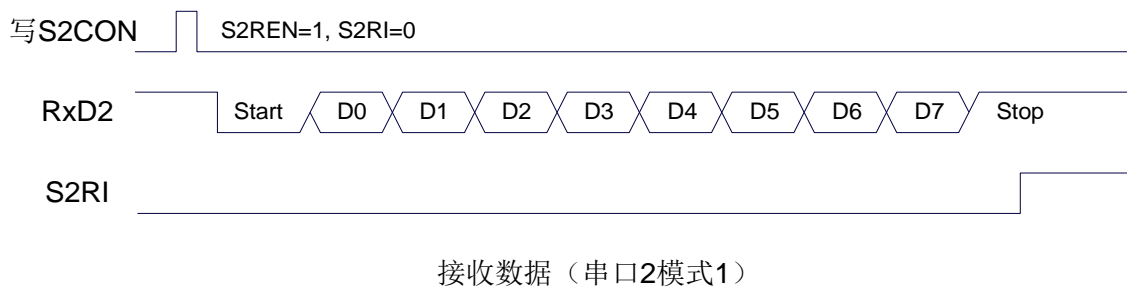 写S2CON S2REN=1, S2RI=0
RxD2 Start D0 D1 D2 D3 D4 D5 D6 D7 Stop
S2RI
接收数据（串口2模式1）